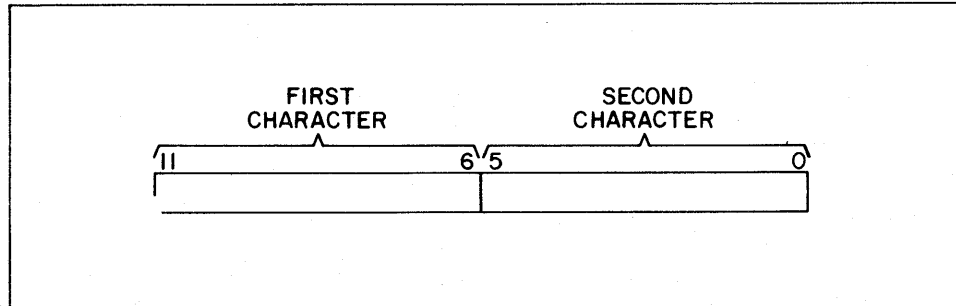 FIRST
CHARACTER
SECOND
CHARACTER
11 6 5 0